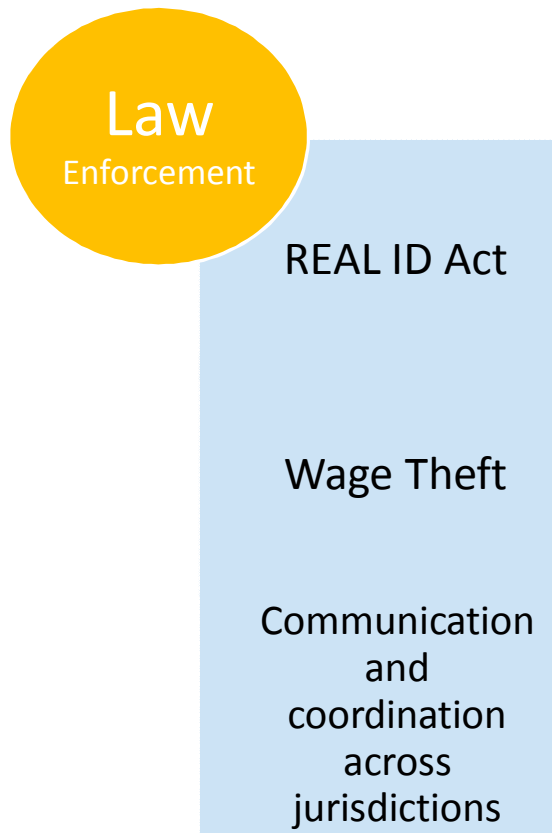 Law
Enforcement
REAL ID Act
Wage Theft
Communication
and
coordination
across
jurisdictions